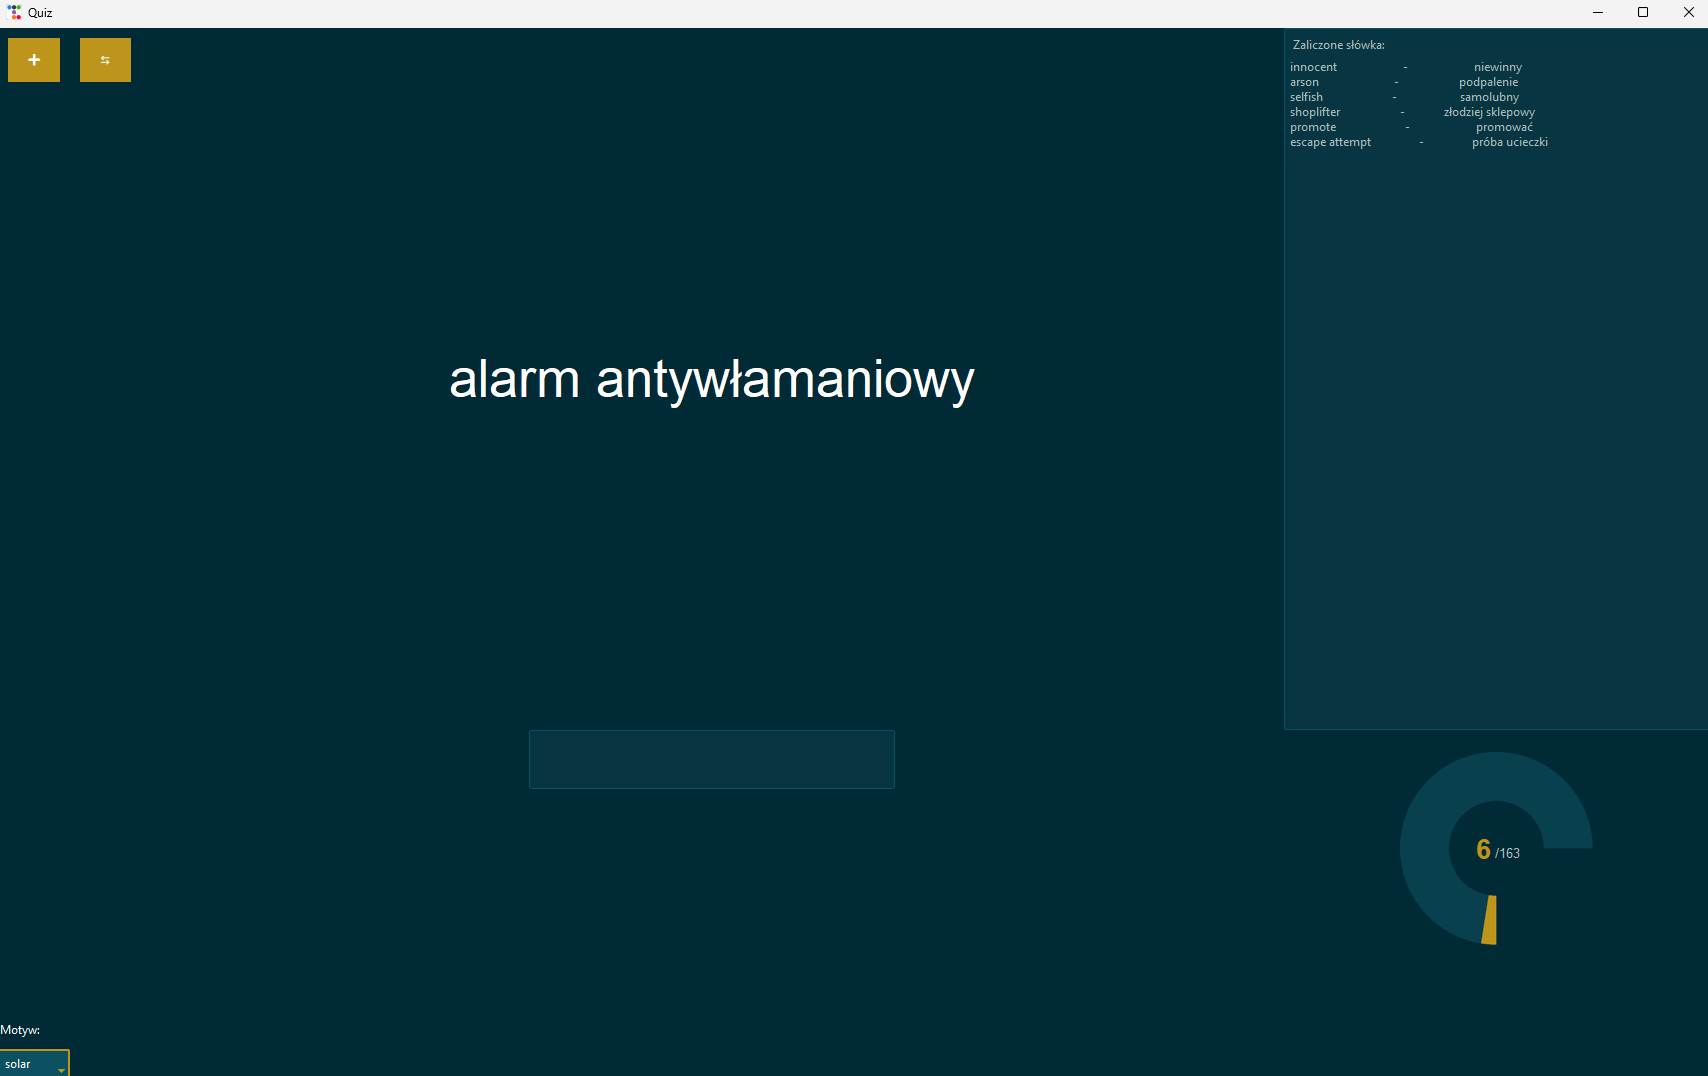 Quiz
+
⇆
Zaliczone słówka:
innocent - niewinny
arson - podpalenie
selfish - samolubny
shoplifter - złodziej sklepowy
promote - promować
escape attempt - próba ucieczki
alarm antywłamaniowy
6 /163
Motyw:
solar